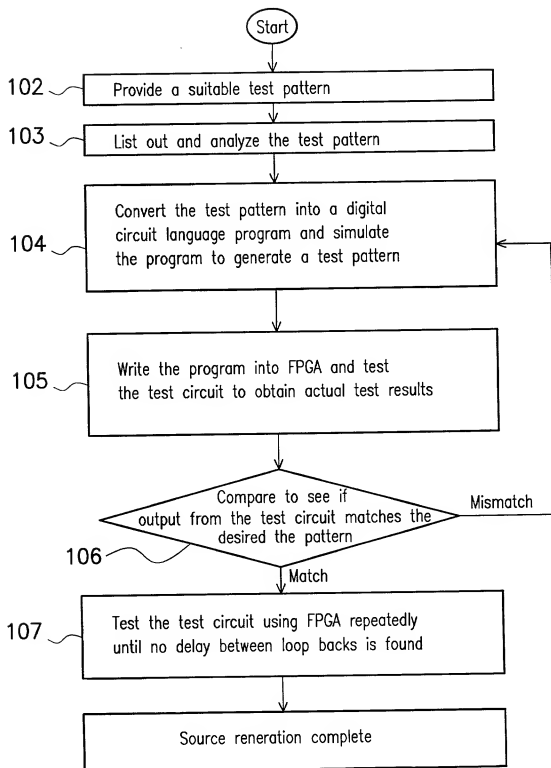 Start
102
Provide a suitable test pattern
103
List out and analyze the test pattern
104
Convert the test pattern into a digital
circuit language program and simulate
the program to generate a test pattern
105
Write the program into FPGA and test
the test circuit to obtain actual test results
Compare to see if
output from the test circuit matches the
desired the pattern
Mismatch
106
Match
107
Test the test circuit using FPGA repeatedly
until no delay between loop backs is found
Source reneration complete